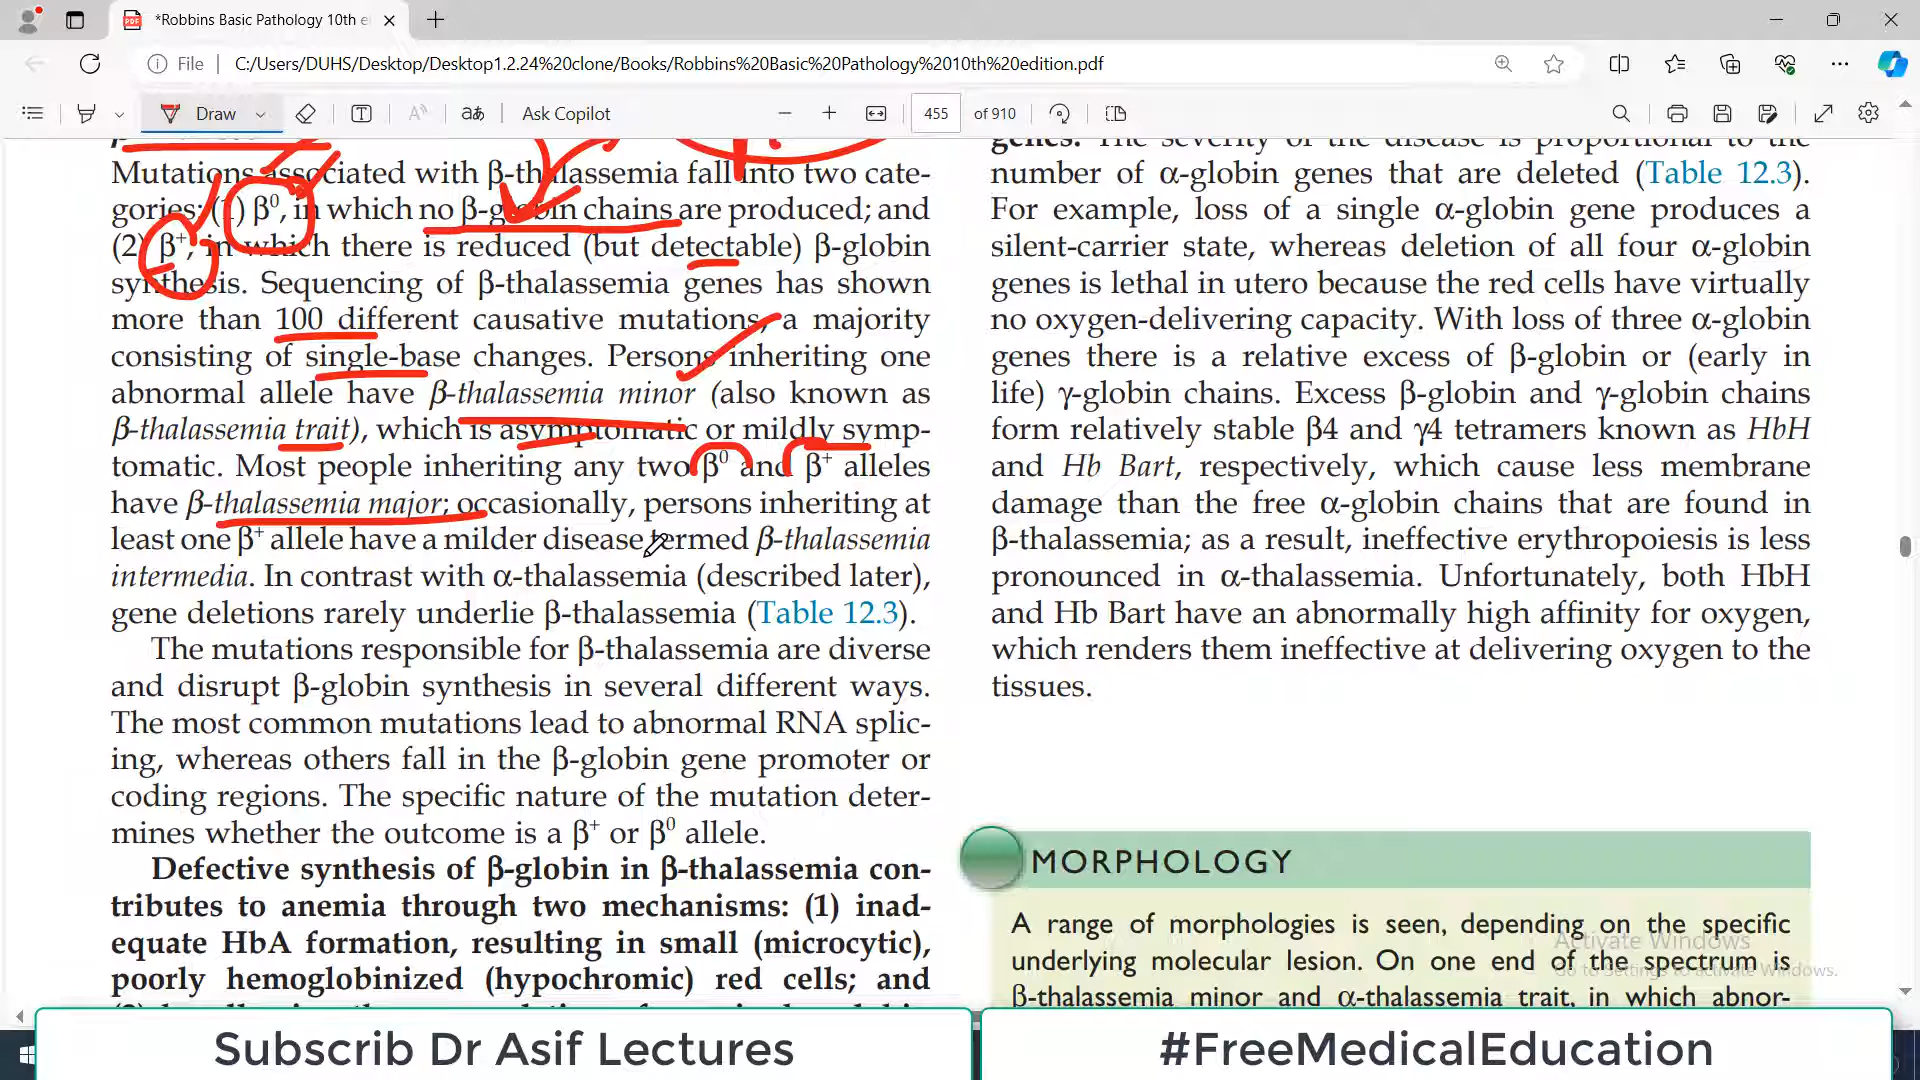 *Robbins Basic Pathology 10th e
File
C:/Users/DUHS/Desktop/Desktop1.2.24%20clone/Books/Robbins%20Basic%20Pathology%2010th%20edition.pdf
Draw
Ask Copilot
455
of 910
Mutations associated with β-thalassemia fall into two cate-
gories: (1) β⁰, in which no β-globin chains are produced; and
(2) β⁺, in which there is reduced (but detectable) β-globin
synthesis. Sequencing of β-thalassemia genes has shown
more than 100 different causative mutations, a majority
consisting of single-base changes. Persons inheriting one
abnormal allele have β-thalassemia minor (also known as
β-thalassemia trait), which is asymptomatic or mildly symp-
tomatic. Most people inheriting any two β⁰ and β⁺ alleles
have β-thalassemia major; occasionally, persons inheriting at
least one β⁺ allele have a milder disease termed β-thalassemia
intermedia. In contrast with α-thalassemia (described later),
gene deletions rarely underlie β-thalassemia (Table 12.3).
The mutations responsible for β-thalassemia are diverse
and disrupt β-globin synthesis in several different ways.
The most common mutations lead to abnormal RNA splic-
ing, whereas others fall in the β-globin gene promoter or
coding regions. The specific nature of the mutation deter-
mines whether the outcome is a β⁺ or β⁰ allele.
Defective synthesis of β-globin in β-thalassemia con-
tributes to anemia through two mechanisms: (1) inad-
equate HbA formation, resulting in small (microcytic),
poorly hemoglobinized (hypochromic) red cells; and
genes. The severity of the disease is proportional to the
number of α-globin genes that are deleted (Table 12.3).
For example, loss of a single α-globin gene produces a
silent-carrier state, whereas deletion of all four α-globin
genes is lethal in utero because the red cells have virtually
no oxygen-delivering capacity. With loss of three α-globin
genes there is a relative excess of β-globin or (early in
life) γ-globin chains. Excess β-globin and γ-globin chains
form relatively stable β4 and γ4 tetramers known as HbH
and Hb Bart, respectively, which cause less membrane
damage than the free α-globin chains that are found in
β-thalassemia; as a result, ineffective erythropoiesis is less
pronounced in α-thalassemia. Unfortunately, both HbH
and Hb Bart have an abnormally high affinity for oxygen,
which renders them ineffective at delivering oxygen to the
tissues.
MORPHOLOGY
A range of morphologies is seen, depending on the specific
underlying molecular lesion. On one end of the spectrum is
β-thalassemia minor and α-thalassemia trait, in which abnor-
Activate Windows
Go to Settings to activate Windows.
Subscrib Dr Asif Lectures
#FreeMedicalEducation